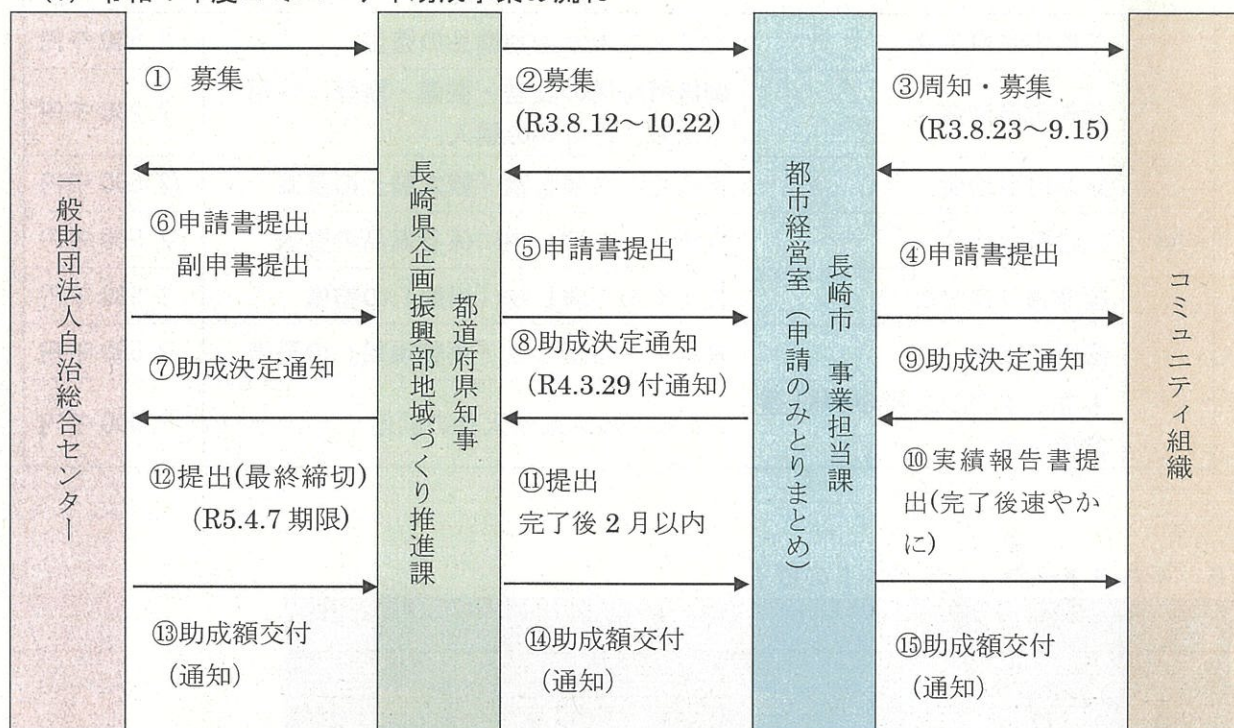 ① 募集
②募集
(R3.8.12～10.22)
③周知・募集
(R3.8.23～9.15)
⑥申請書提出
副申書提出
⑤申請書提出
④申請書提出
⑦助成決定通知
⑧助成決定通知
(R4.3.29 付通知)
⑨助成決定通知
⑫提出(最終締切)
(R5.4.7 期限)
⑪提出
完了後 2 月以内
⑩実績報告書提
出(完了後速やか
に)
⑬助成額交付
(通知)
⑭助成額交付
(通知)
⑮助成額交付
(通知)
一般財団法人自治総合センター
都道府県知事
長崎県企画振興部地域づくり推進課
長崎市 事業担当課
都市経営室（申請のみとりまとめ）
コミュニティ組織